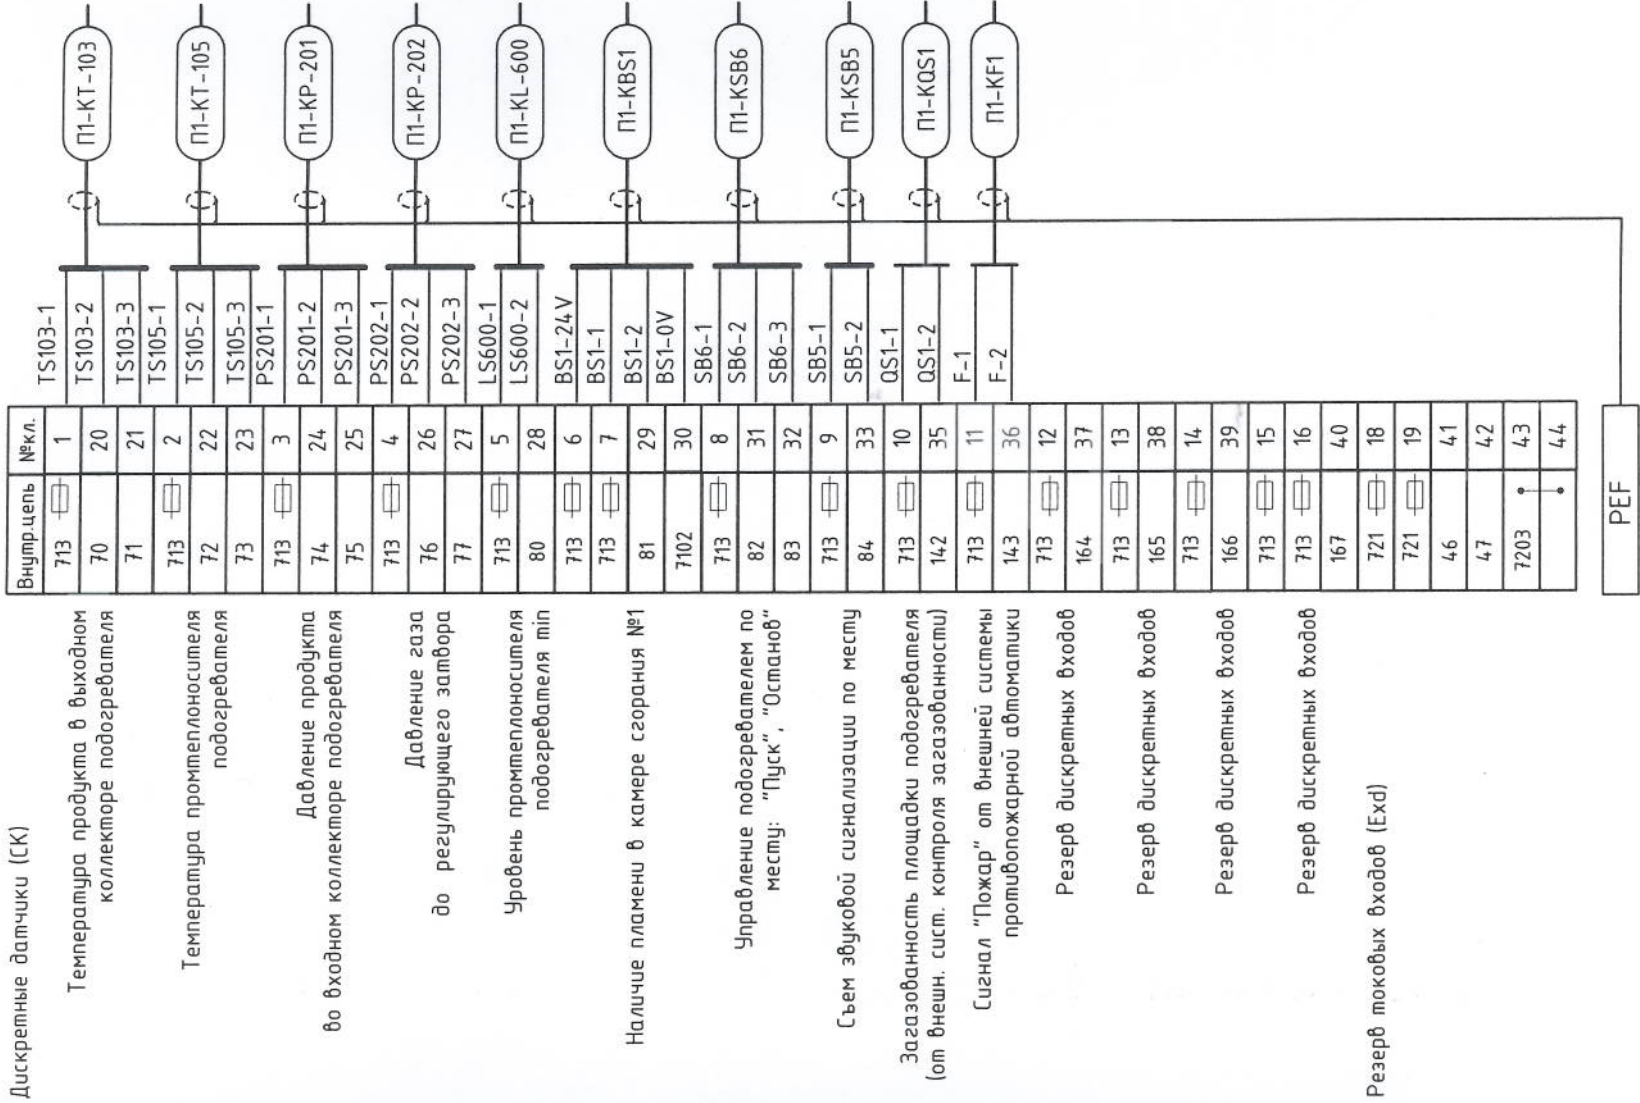 Дискретные датчики (СК)
Температура продукта в выходном
коллекторе подогревателя
Температура промтеплоносителя
подогревателя
Давление продукта
во входном коллекторе подогревателя
Давление газа
до регулирующего затвора
Уровень промтеплоносителя
подогревателя min
Наличие пламени в камере сгорания №1
Управление подогревателем по
месту: "Пуск", "Останов"
Съем звуковой сигнализации по месту
Загазованность площадки подогревателя
(от внешн. сист. контроля загазованности)
Сигнал "Пожар" от внешней системы
противопожарной автоматики
Резерв дискретных входов
Резерв дискретных входов
Резерв дискретных входов
Резерв дискретных входов
Резерв токовых входов (Exd)
Внутр.цепь №кл.
713 1 TS103-1
70 20 TS103-2
71 21 TS103-3
713 2 TS105-1
72 22 TS105-2
73 23 TS105-3
713 3 PS201-1
74 24 PS201-2
75 25 PS201-3
713 4 PS202-1
76 26 PS202-2
77 27 PS202-3
713 5 LS600-1
80 28 LS600-2
713 6 BS1-24V
713 7 BS1-1
81 29 BS1-2
7102 30 BS1-0V
713 8 SB6-1
82 31 SB6-2
83 32 SB6-3
713 9 SB5-1
84 33 SB5-2
713 10 QS1-1
142 35 QS1-2
713 11 F-1
143 36 F-2
713 12
164 37
713 13
165 38
713 14
166 39
713 15
713 16
167 40
721 18
721 19
46 41
47 42
7203 43
44
PEF
П1-КТ-103
П1-КТ-105
П1-КР-201
П1-КР-202
П1-KL-600
П1-KBS1
П1-KSB6
П1-KSB5
П1-KQS1
П1-KF1